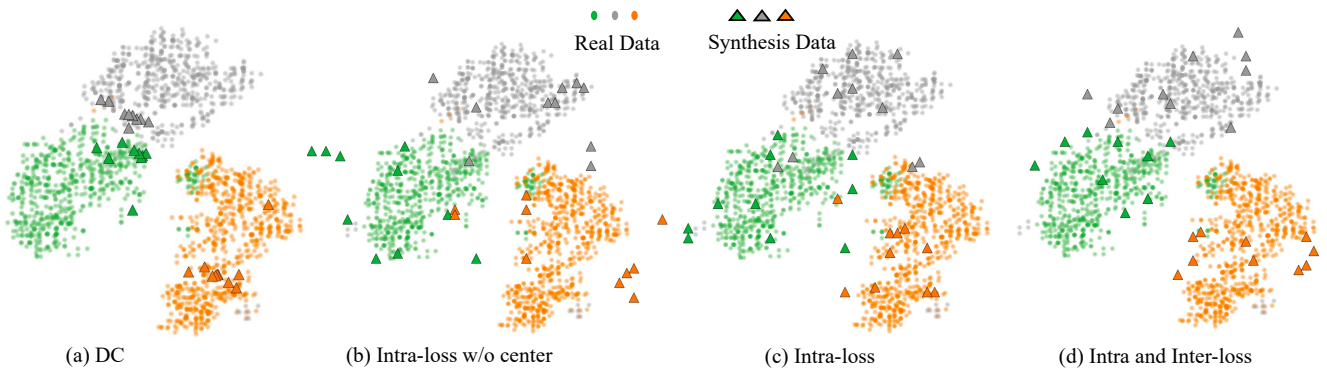 Real Data
Synthesis Data
(a) DC
(b) Intra-loss w/o center
(c) Intra-loss
(d) Intra and Inter-loss